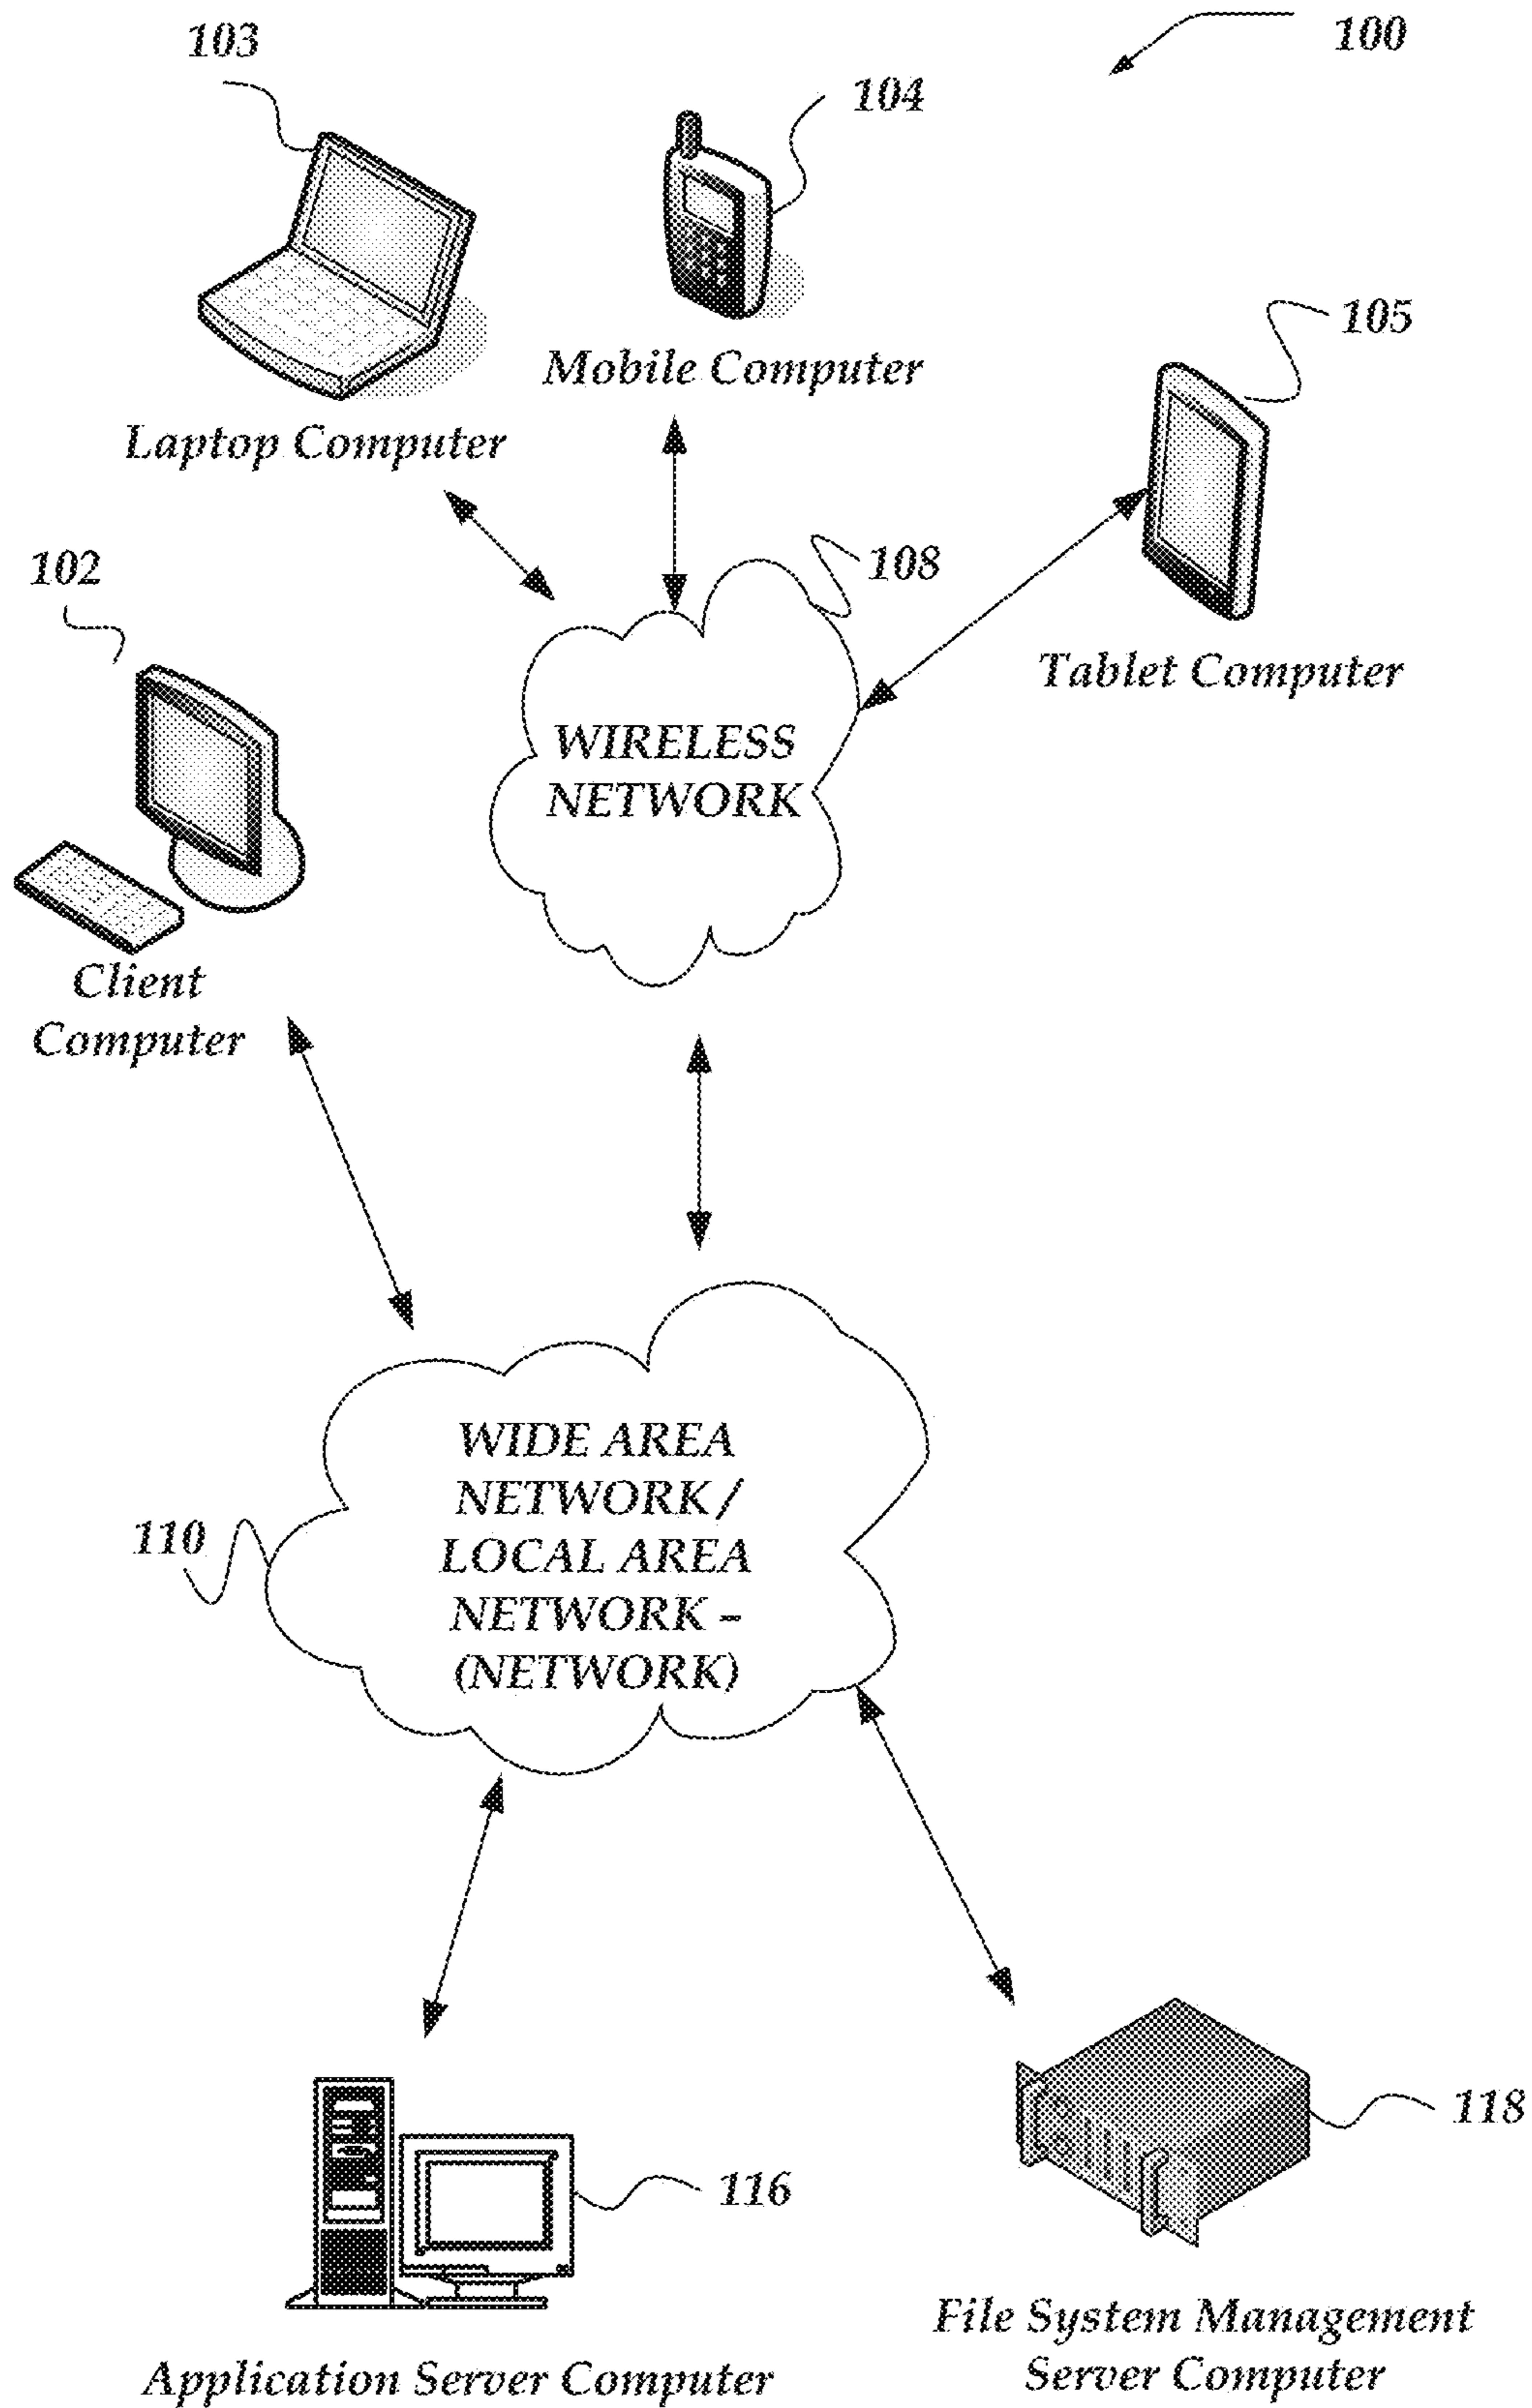 103
100
104
105
Mobile Computer
Laptop Computer
108
102
Tablet Computer
WIRELESS
NETWORK
Client
Computer
WIDE AREA
NETWORK /
LOCAL AREA
NETWORK –
(NETWORK)
110
118
116
File System Management
Server Computer
Application Server Computer